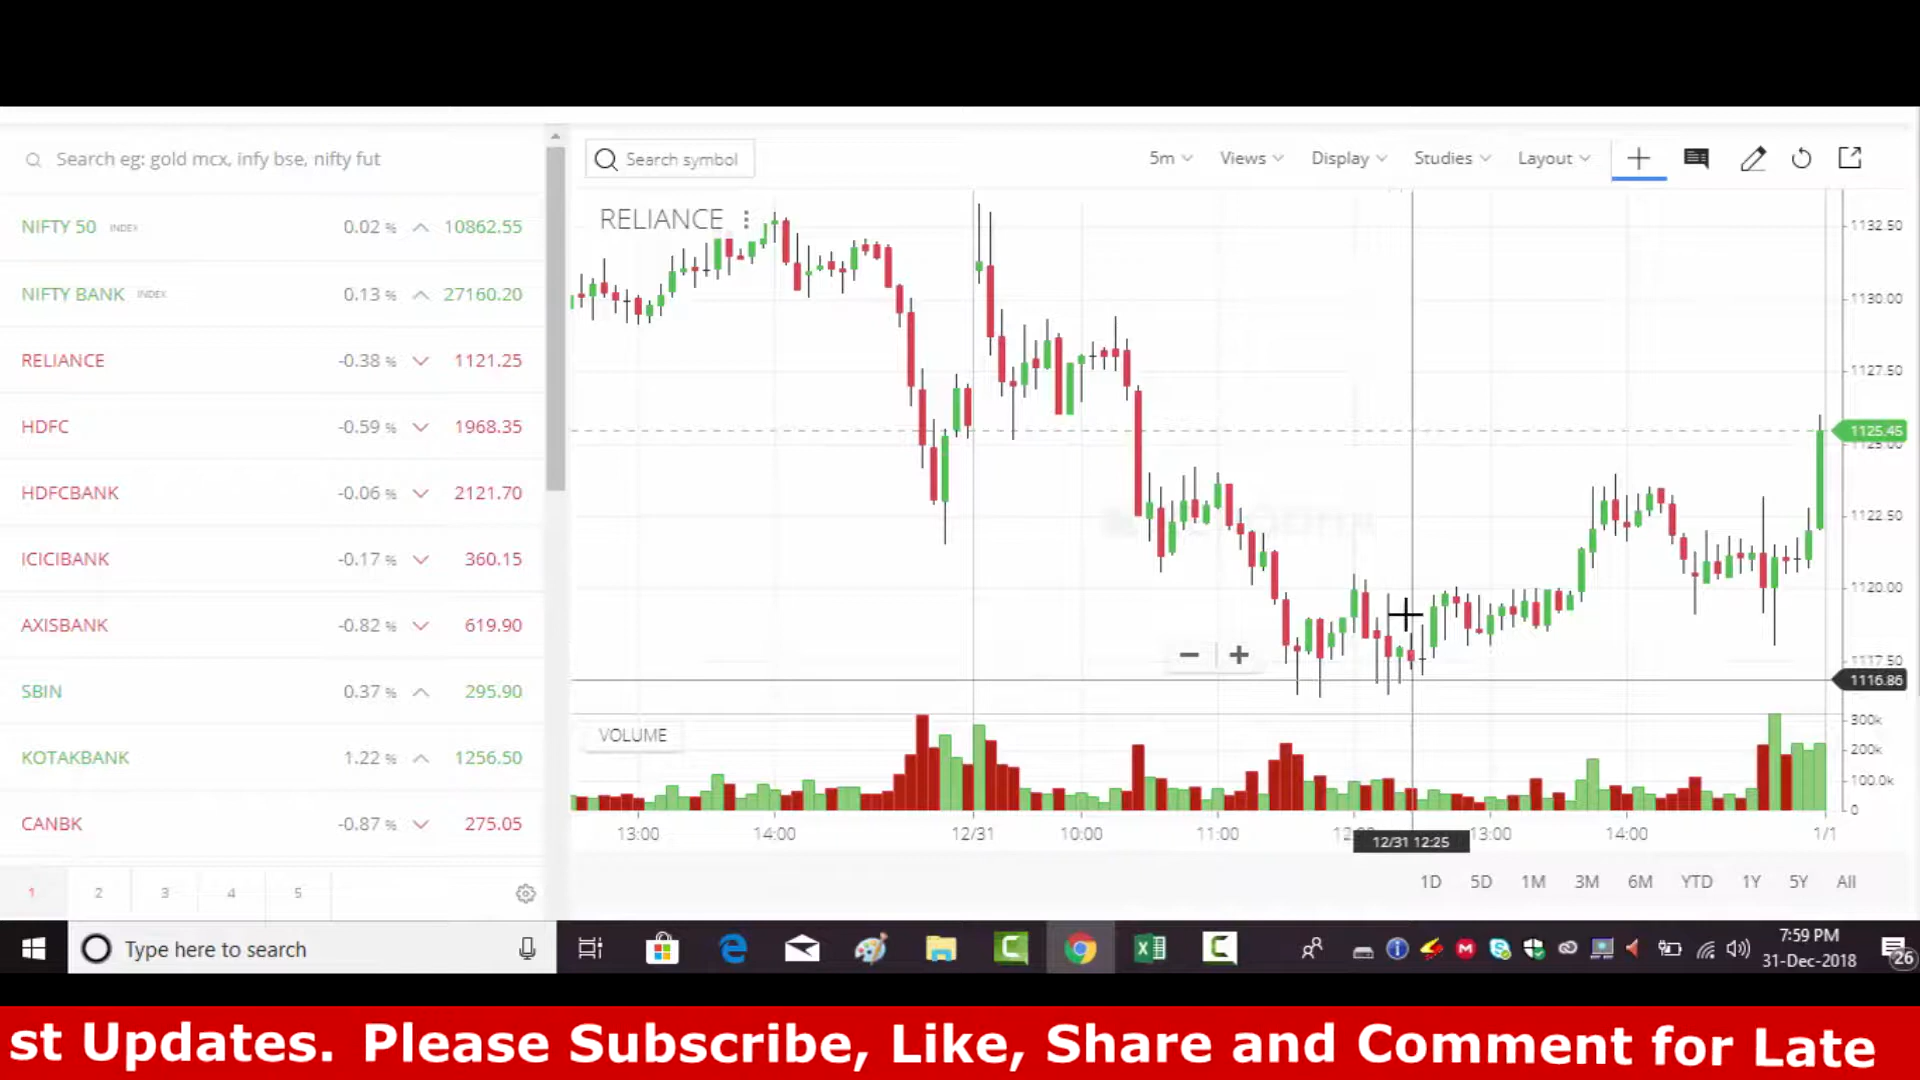 Search eg: gold mcx, infy bse, nifty fut
NIFTY 50 INDEX 0.02 % 10862.55
NIFTY BANK INDEX 0.13 % 27160.20
RELIANCE -0.38 % 1121.25
HDFC -0.59 % 1968.35
HDFCBANK -0.06 % 2121.70
ICICIBANK -0.17 % 360.15
AXISBANK -0.82 % 619.90
SBIN 0.37 % 295.90
KOTAKBANK 1.22 % 1256.50
CANBK -0.87 % 275.05
1 2 3 4 5
Search symbol 5m Views Display Studies Layout
RELIANCE
1132.50
1130.00
1127.50
1125.45
1125.00
1122.50
1120.00
1117.50
1116.86
VOLUME
300k
200k
100.0k
0
13:00 14:00 12/31 10:00 11:00 13:00 14:00 1/1
12/31 12:25
1D 5D 1M 3M 6M YTD 1Y 5Y All
Type here to search
7:59 PM
31-Dec-2018
26
st Updates. Please Subscribe, Like, Share and Comment for Late